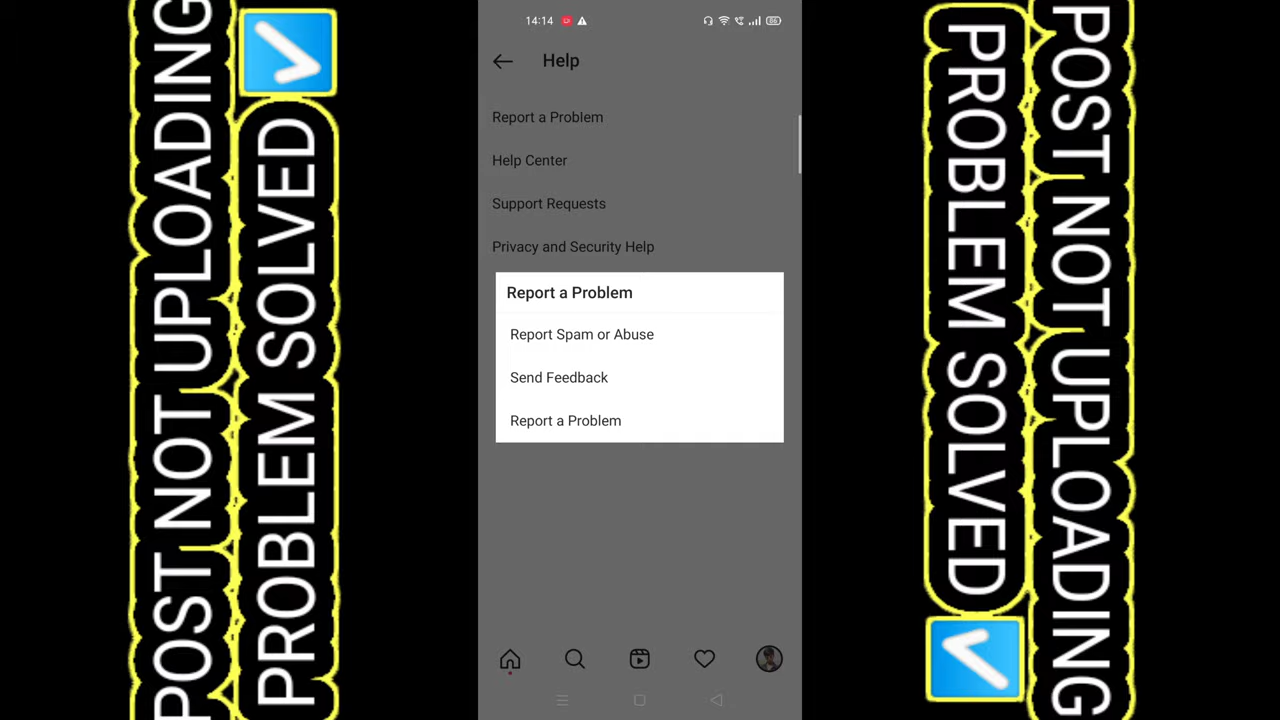 POST NOT UPLOADING
PROBLEM SOLVED
14:14
Help
Report a Problem
Help Center
Support Requests
Privacy and Security Help
Report a Problem
Report Spam or Abuse
Send Feedback
Report a Problem
POST NOT UPLOADING
PROBLEM SOLVED